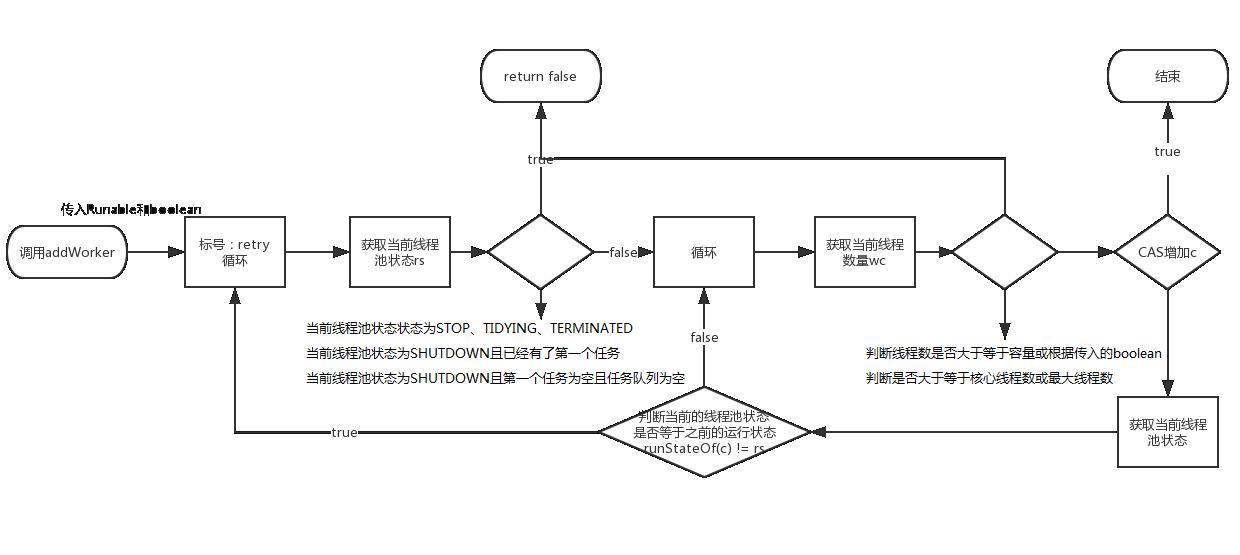 return false
结束
true
true
传入Runable和boolean
调用addWorker
标号：retry
循环
获取当前线程
池状态rs
false
循环
获取当前线程
数量wc
CAS增加c
当前线程池状态状态为STOP、TIDYING、TERMINATED
当前线程池状态为SHUTDOWN且已经有了第一个任务
当前线程池状态为SHUTDOWN且第一个任务为空且任务队列为空
false
判断线程数是否大于等于容量或根据传入的boolean
判断是否大于等于核心线程数或最大线程数
判断当前的线程池状态
是否等于之前的运行状态
runStateOf(c) != rs
true
获取当前线程
池状态